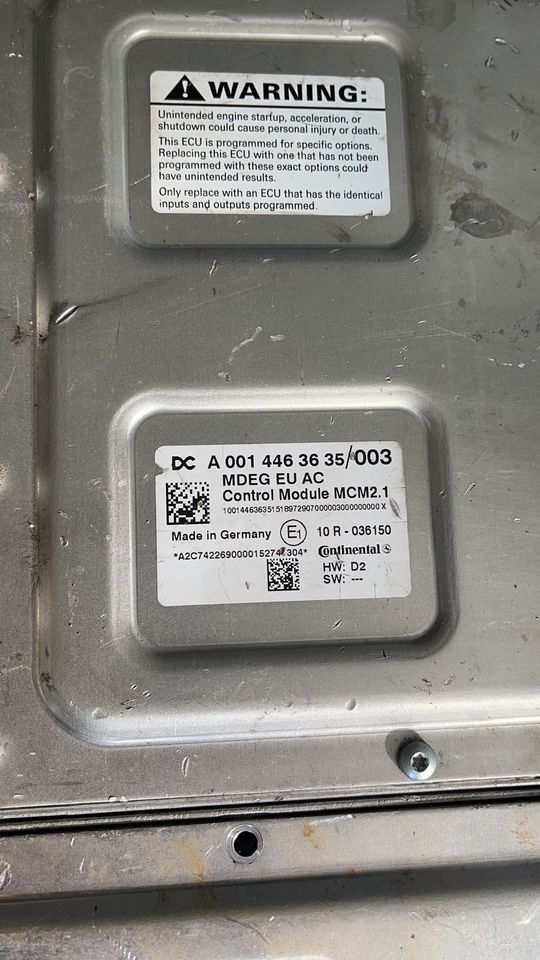 WARNING:
Unintended engine startup, acceleration, or
shutdown could cause personal injury or death.
This ECU is programmed for specific options.
Replacing this ECU with one that has not been
programmed with these exact options could
have unintended results.
Only replace with an ECU that has the identical
inputs and outputs programmed.
DC A 001 446 36 35/003
MDEG EU AC
Control Module MCM2.1
Made in Germany E1 10 R - 036150
Continental
HW: D2
SW: ---